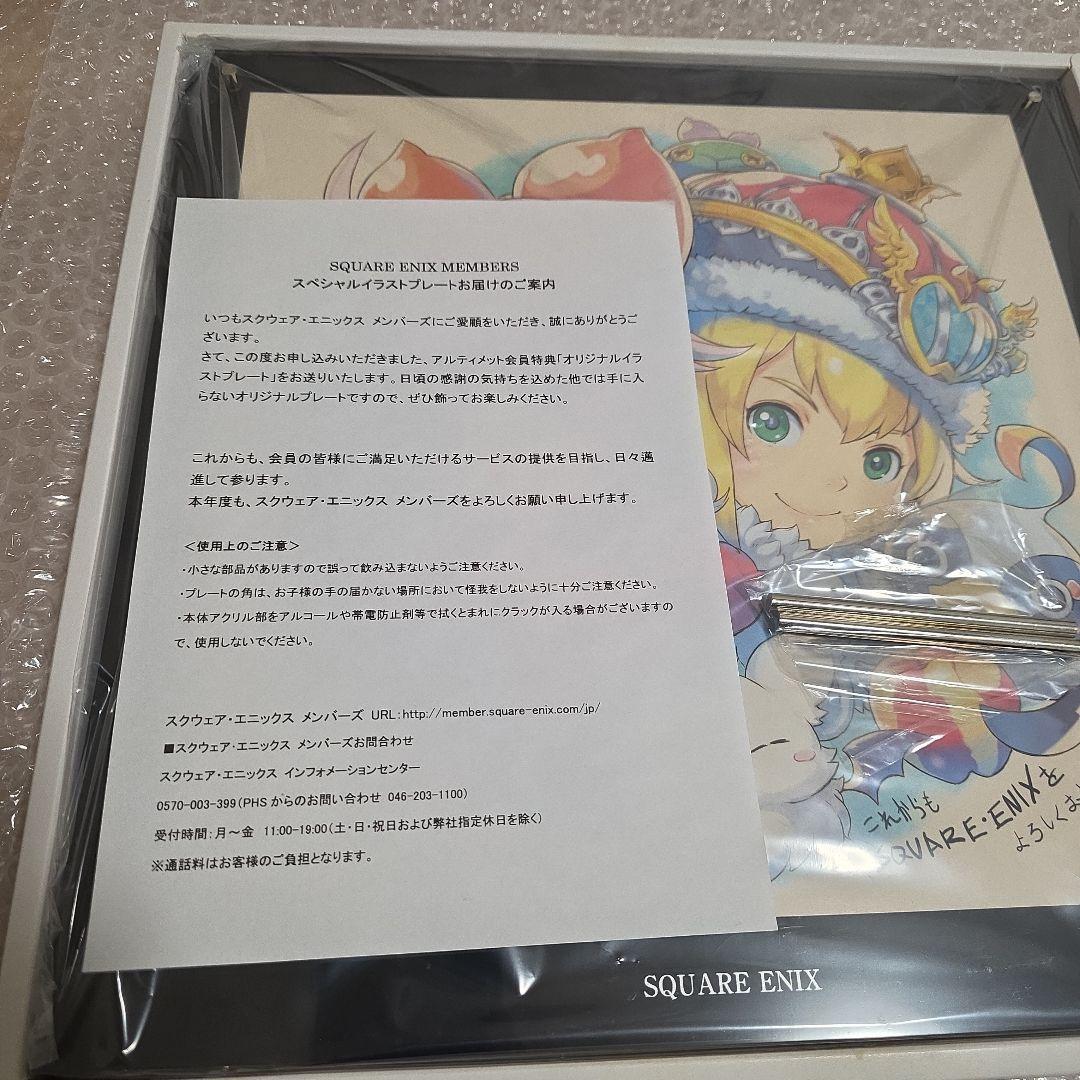 SQUARE ENIX MEMBERS
スペシャルイラストプレートお届けのご案内
いつもスクウェア・エニックス メンバーズにご愛顧をいただき、誠にありがとうご
ざいます。
さて、この度お申し込みいただきました、アルティメット会員特典「オリジナルイラ
ストプレート」をお送りいたします。日頃の感謝の気持ちを込めた他では手に入
らないオリジナルプレートですので、ぜひ飾ってお楽しみください。
これからも、会員の皆様にご満足いただけるサービスの提供を目指し、日々邁
進して参ります。
本年度も、スクウェア・エニックス メンバーズをよろしくお願い申し上げます。
＜使用上のご注意＞
・小さな部品がありますので誤って飲み込まないようご注意ください。
・プレートの角は、お子様の手の届かない場所において怪我をしないように十分ご注意ください。
・本体アクリル部をアルコールや帯電防止剤等で拭くとまれにクラックが入る場合がございますの
で、使用しないでください。
スクウェア・エニックス メンバーズ URL：http://member.square-enix.com/jp/
■スクウェア・エニックス メンバーズお問合わせ
スクウェア・エニックス インフォメーションセンター
0570-003-399（PHS からのお問い合わせ 046-203-1100）
受付時間：月～金 11:00-19:00（土・日・祝日および弊社指定休日を除く）
※通話料はお客様のご負担となります。
これからも
SQUARE・ENIXを
よろしくお
SQUARE ENIX